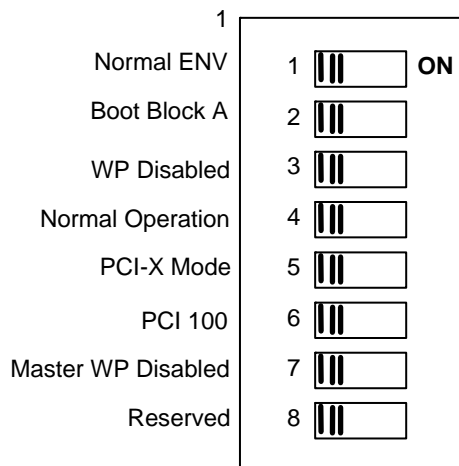 1
Normal ENV 1 ON
Boot Block A 2
WP Disabled 3
Normal Operation 4
PCI-X Mode 5
PCI 100 6
Master WP Disabled 7
Reserved 8